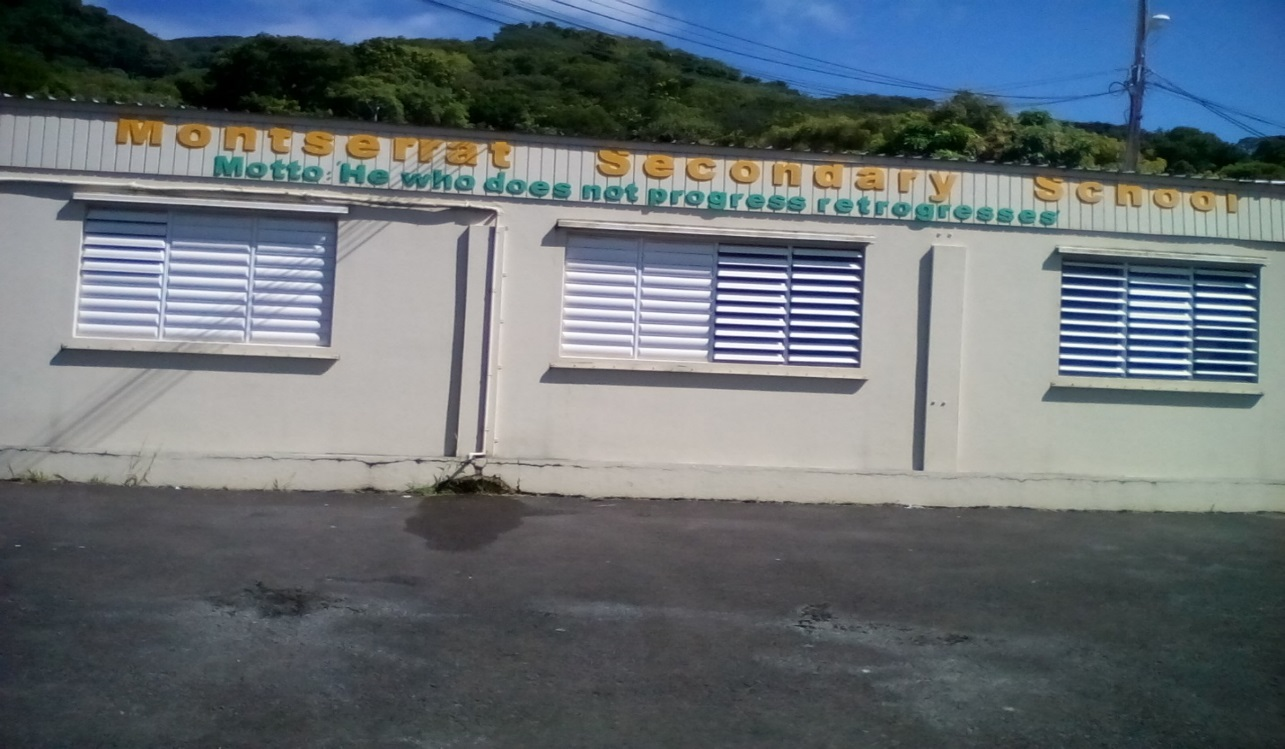 Montserrat Secondary School
Motto: 'He who does not progress retrogresses'